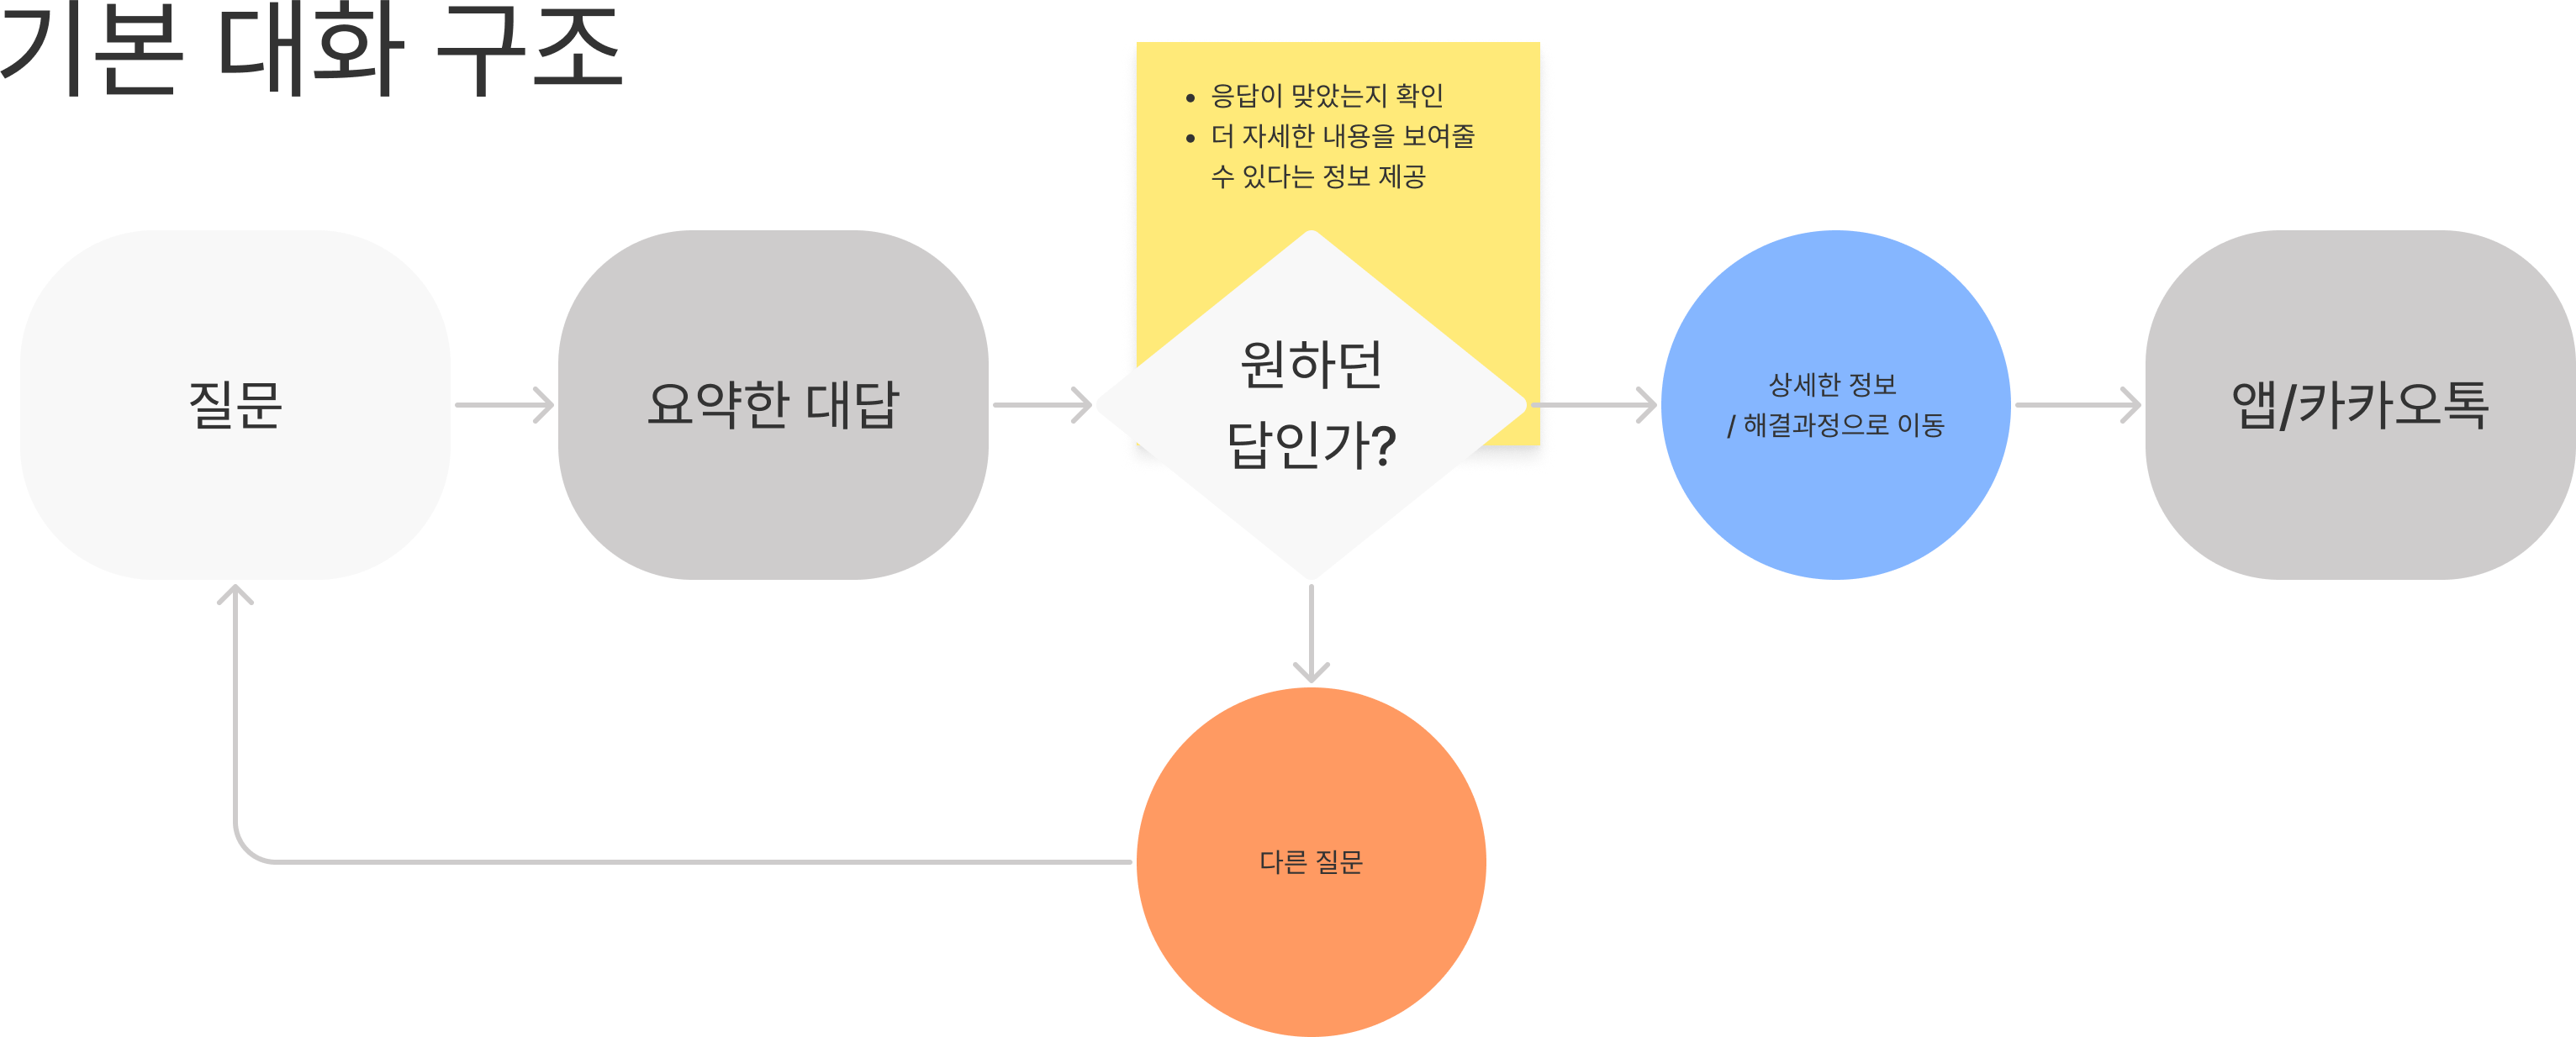 기본 대화 구조
• 응답이 맞았는지 확인
• 더 자세한 내용을 보여줄
수 있다는 정보 제공
질문
요약한 대답
원하던
답인가?
상세한 정보
/ 해결과정으로 이동
앱/카카오톡
다른 질문